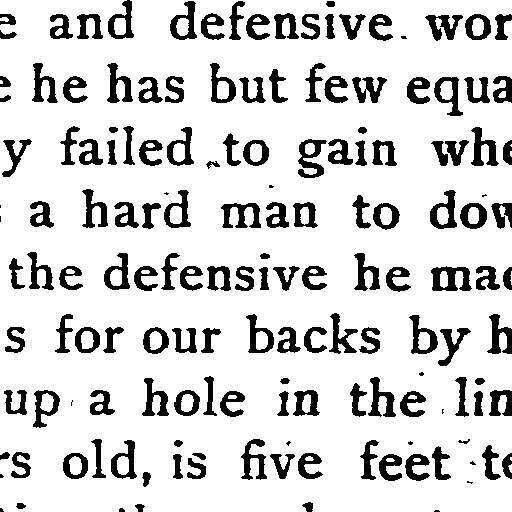 e and defensive wor
e he has but few equa
y failed to gain whe
a hard man to dow
the defensive he mad
s for our backs by h
up a hole in the lin
rs old, is five feet te